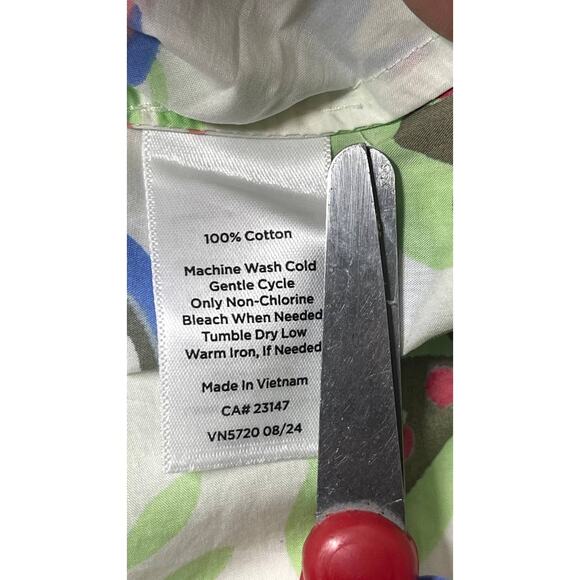 100% Cotton
Machine Wash Cold
Gentle Cycle
Only Non-Chlorine
Bleach When Needed
Tumble Dry Low
Warm Iron, If Needed
Made In Vietnam
CA# 23147
VN5720 08/24